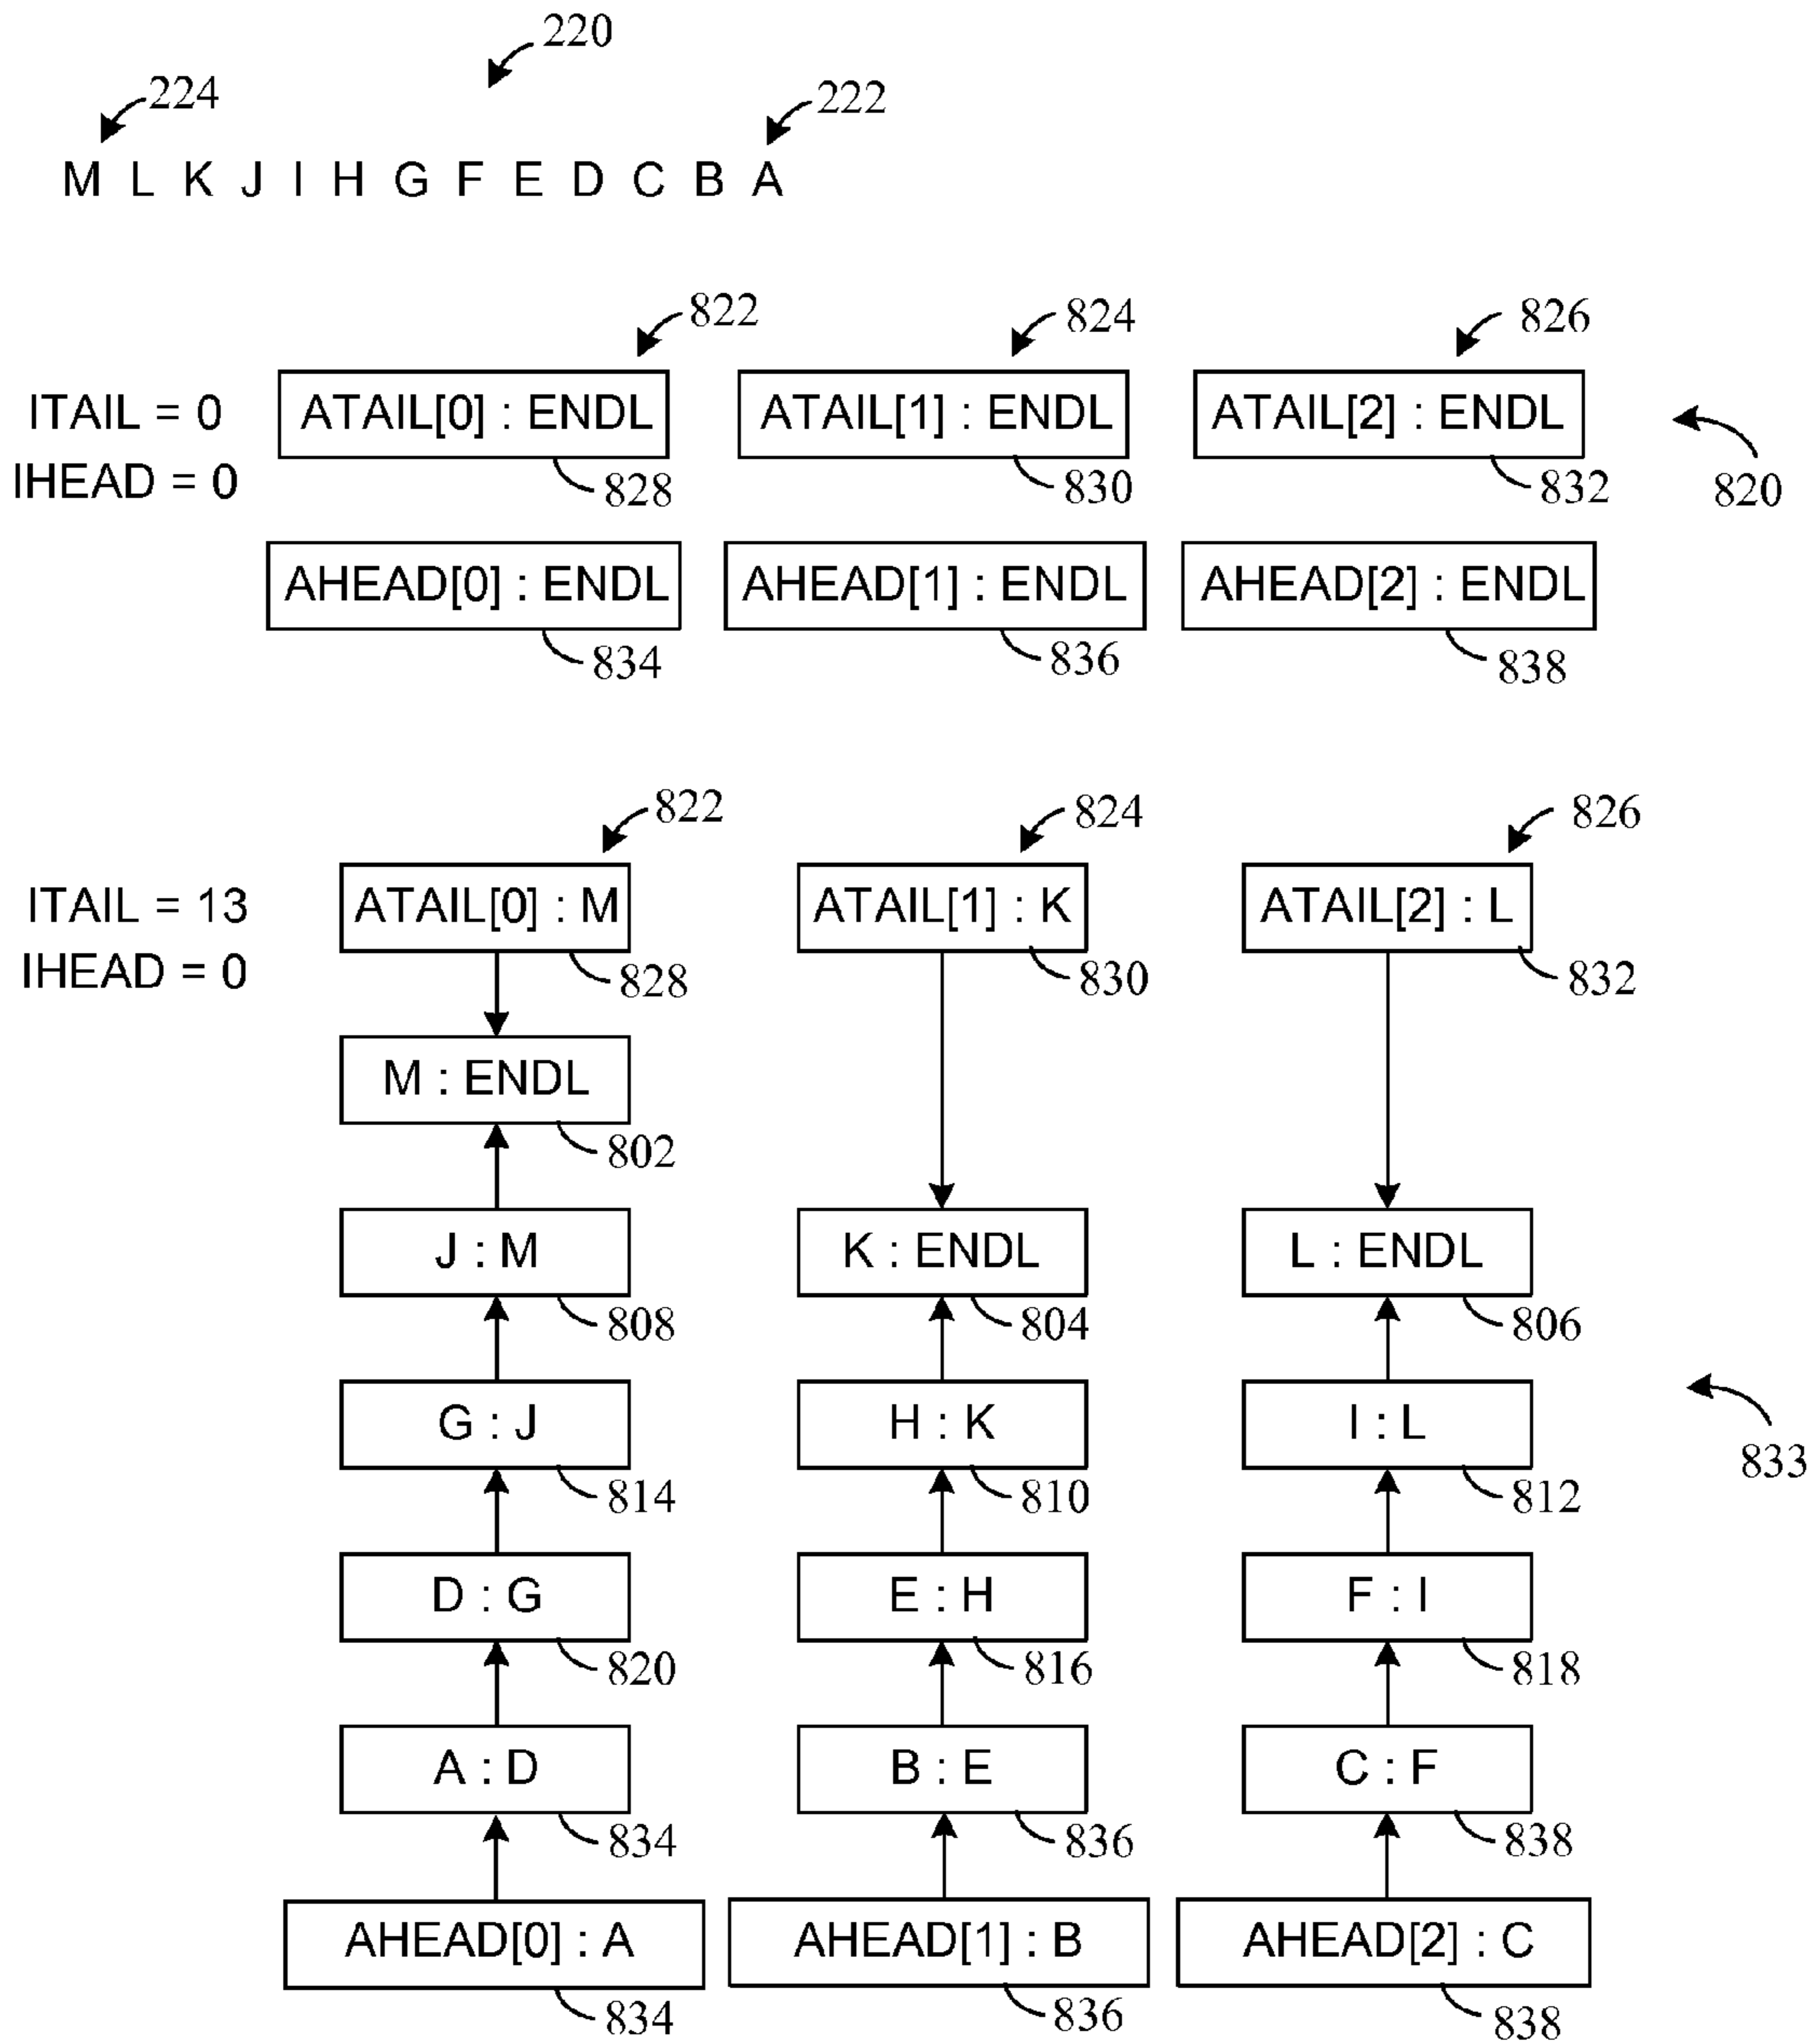 220
224
222
M L K J I H G F E D C B A
822 824 826
ITAIL = 0 ATAIL[0] : ENDL ATAIL[1] : ENDL ATAIL[2] : ENDL
IHEAD = 0 828 830 832 820
AHEAD[0] : ENDL AHEAD[1] : ENDL AHEAD[2] : ENDL
834 836 838
822 824 826
ITAIL = 13 ATAIL[0] : M ATAIL[1] : K ATAIL[2] : L
IHEAD = 0 828 830 832
M : ENDL
802
J : M K : ENDL L : ENDL
808 804 806
G : J H : K I : L
833
814 810 812
D : G E : H F : I
820 816 818
A : D B : E C : F
834 836 838
AHEAD[0] : A AHEAD[1] : B AHEAD[2] : C
834 836 838